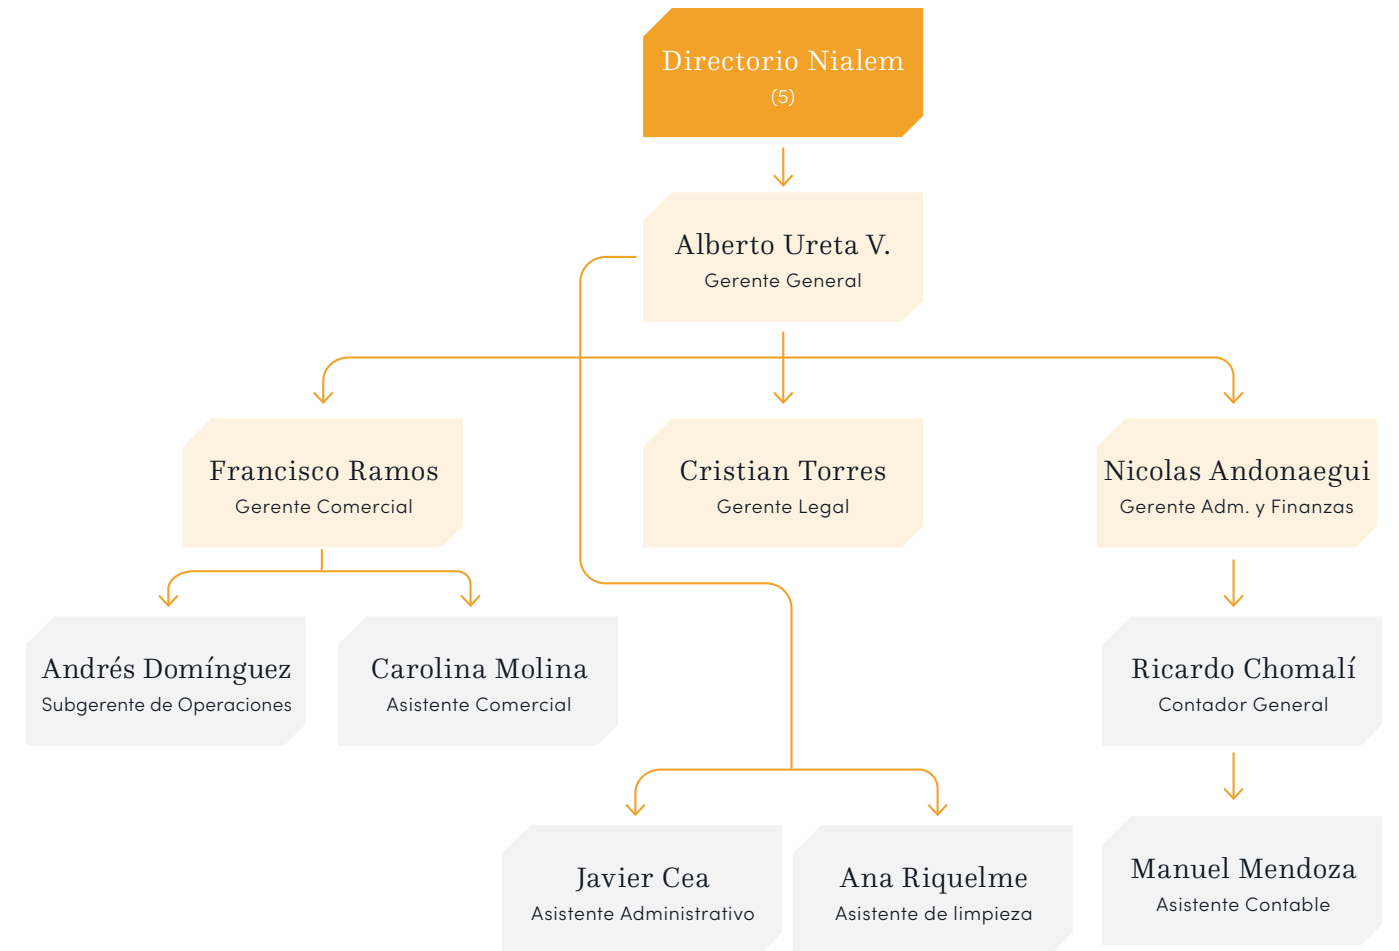 Directorio Nialem
(5)
Alberto Ureta V.
Gerente General
Francisco Ramos
Gerente Comercial
Cristian Torres
Gerente Legal
Nicolas Andonaegui
Gerente Adm. y Finanzas
Andrés Domínguez
Subgerente de Operaciones
Carolina Molina
Asistente Comercial
Ricardo Chomalí
Contador General
Javier Cea
Asistente Administrativo
Ana Riquelme
Asistente de limpieza
Manuel Mendoza
Asistente Contable